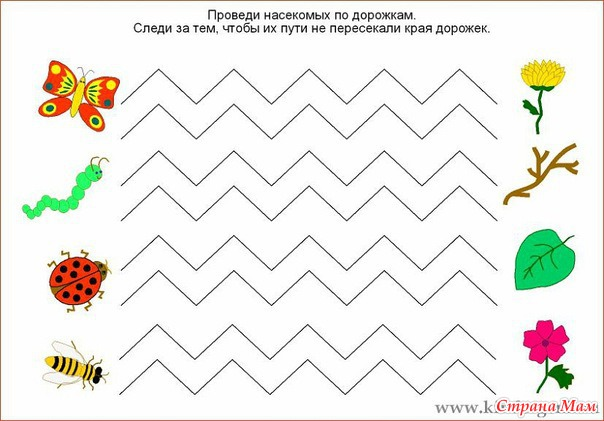 Проведи насекомых по дорожкам.
Следи за тем, чтобы их пути не пересекали края дорожек.
Страна Мам